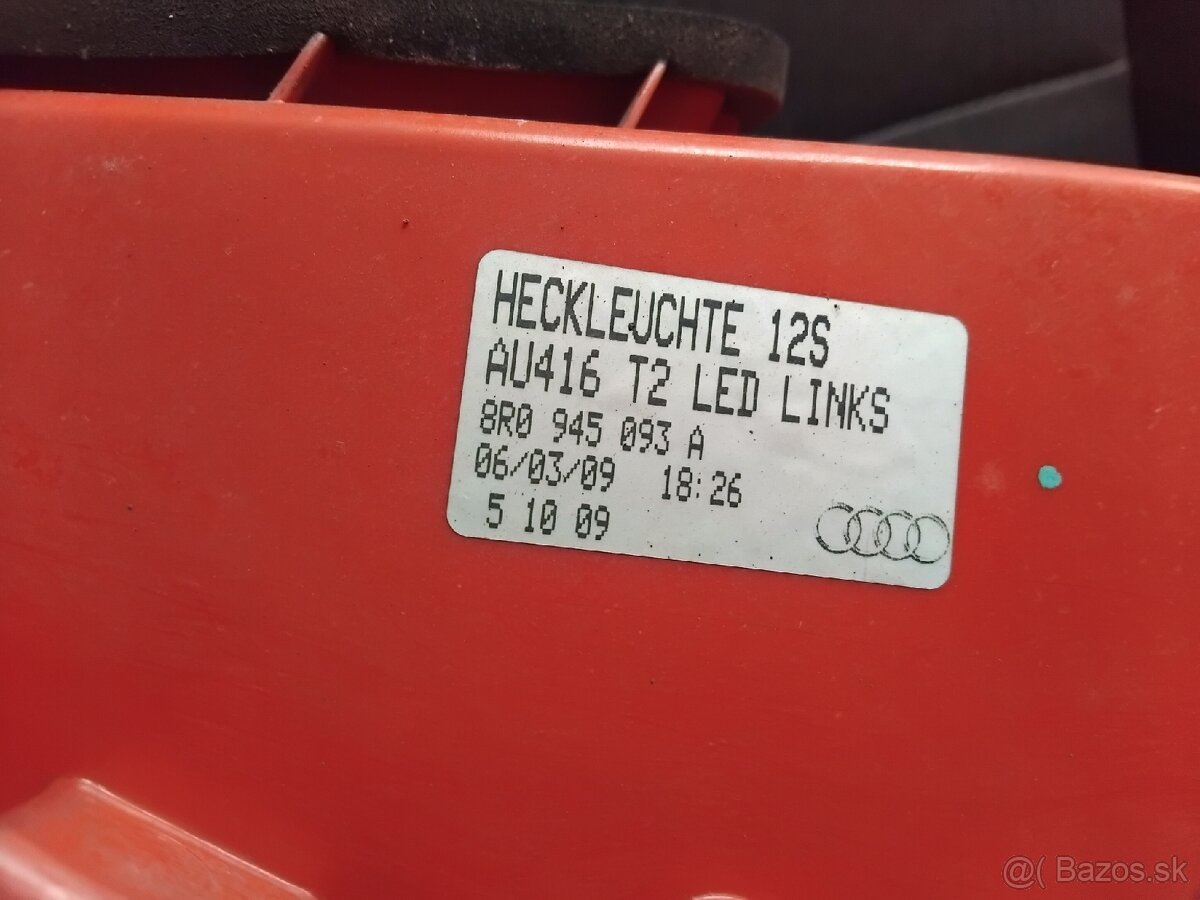 HECKLEUCHTE 12S
AU416 T2 LED LINKS
8R0 945 093 A
06/03/09 18:26
5 10 09
@( Bazos.sk